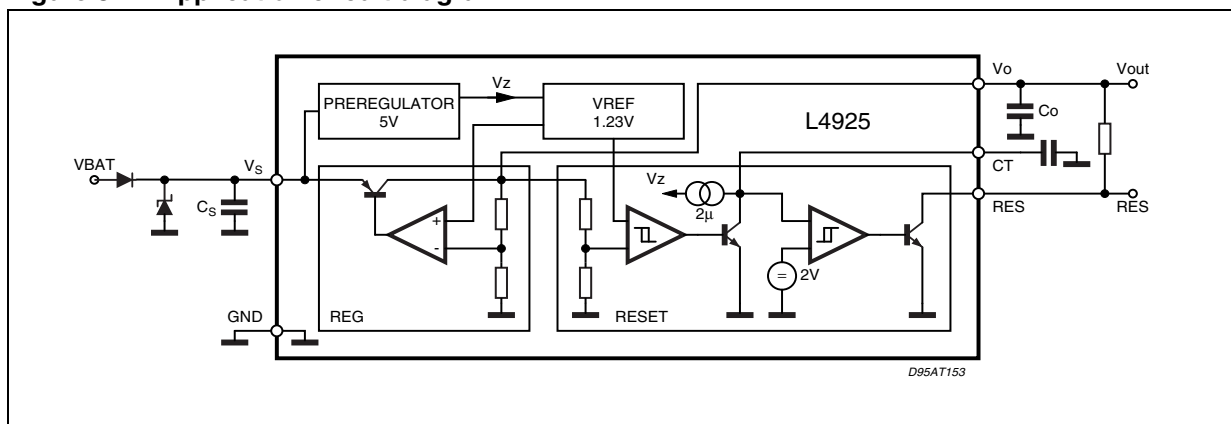 PREREGULATOR
5V
Vz
VREF
1.23V
L4925
Vo
Vout
Co
VBAT
VS
CS
CT
Vz
2μ
RES
RES
+
-
=
2V
GND
REG
RESET
D95AT153